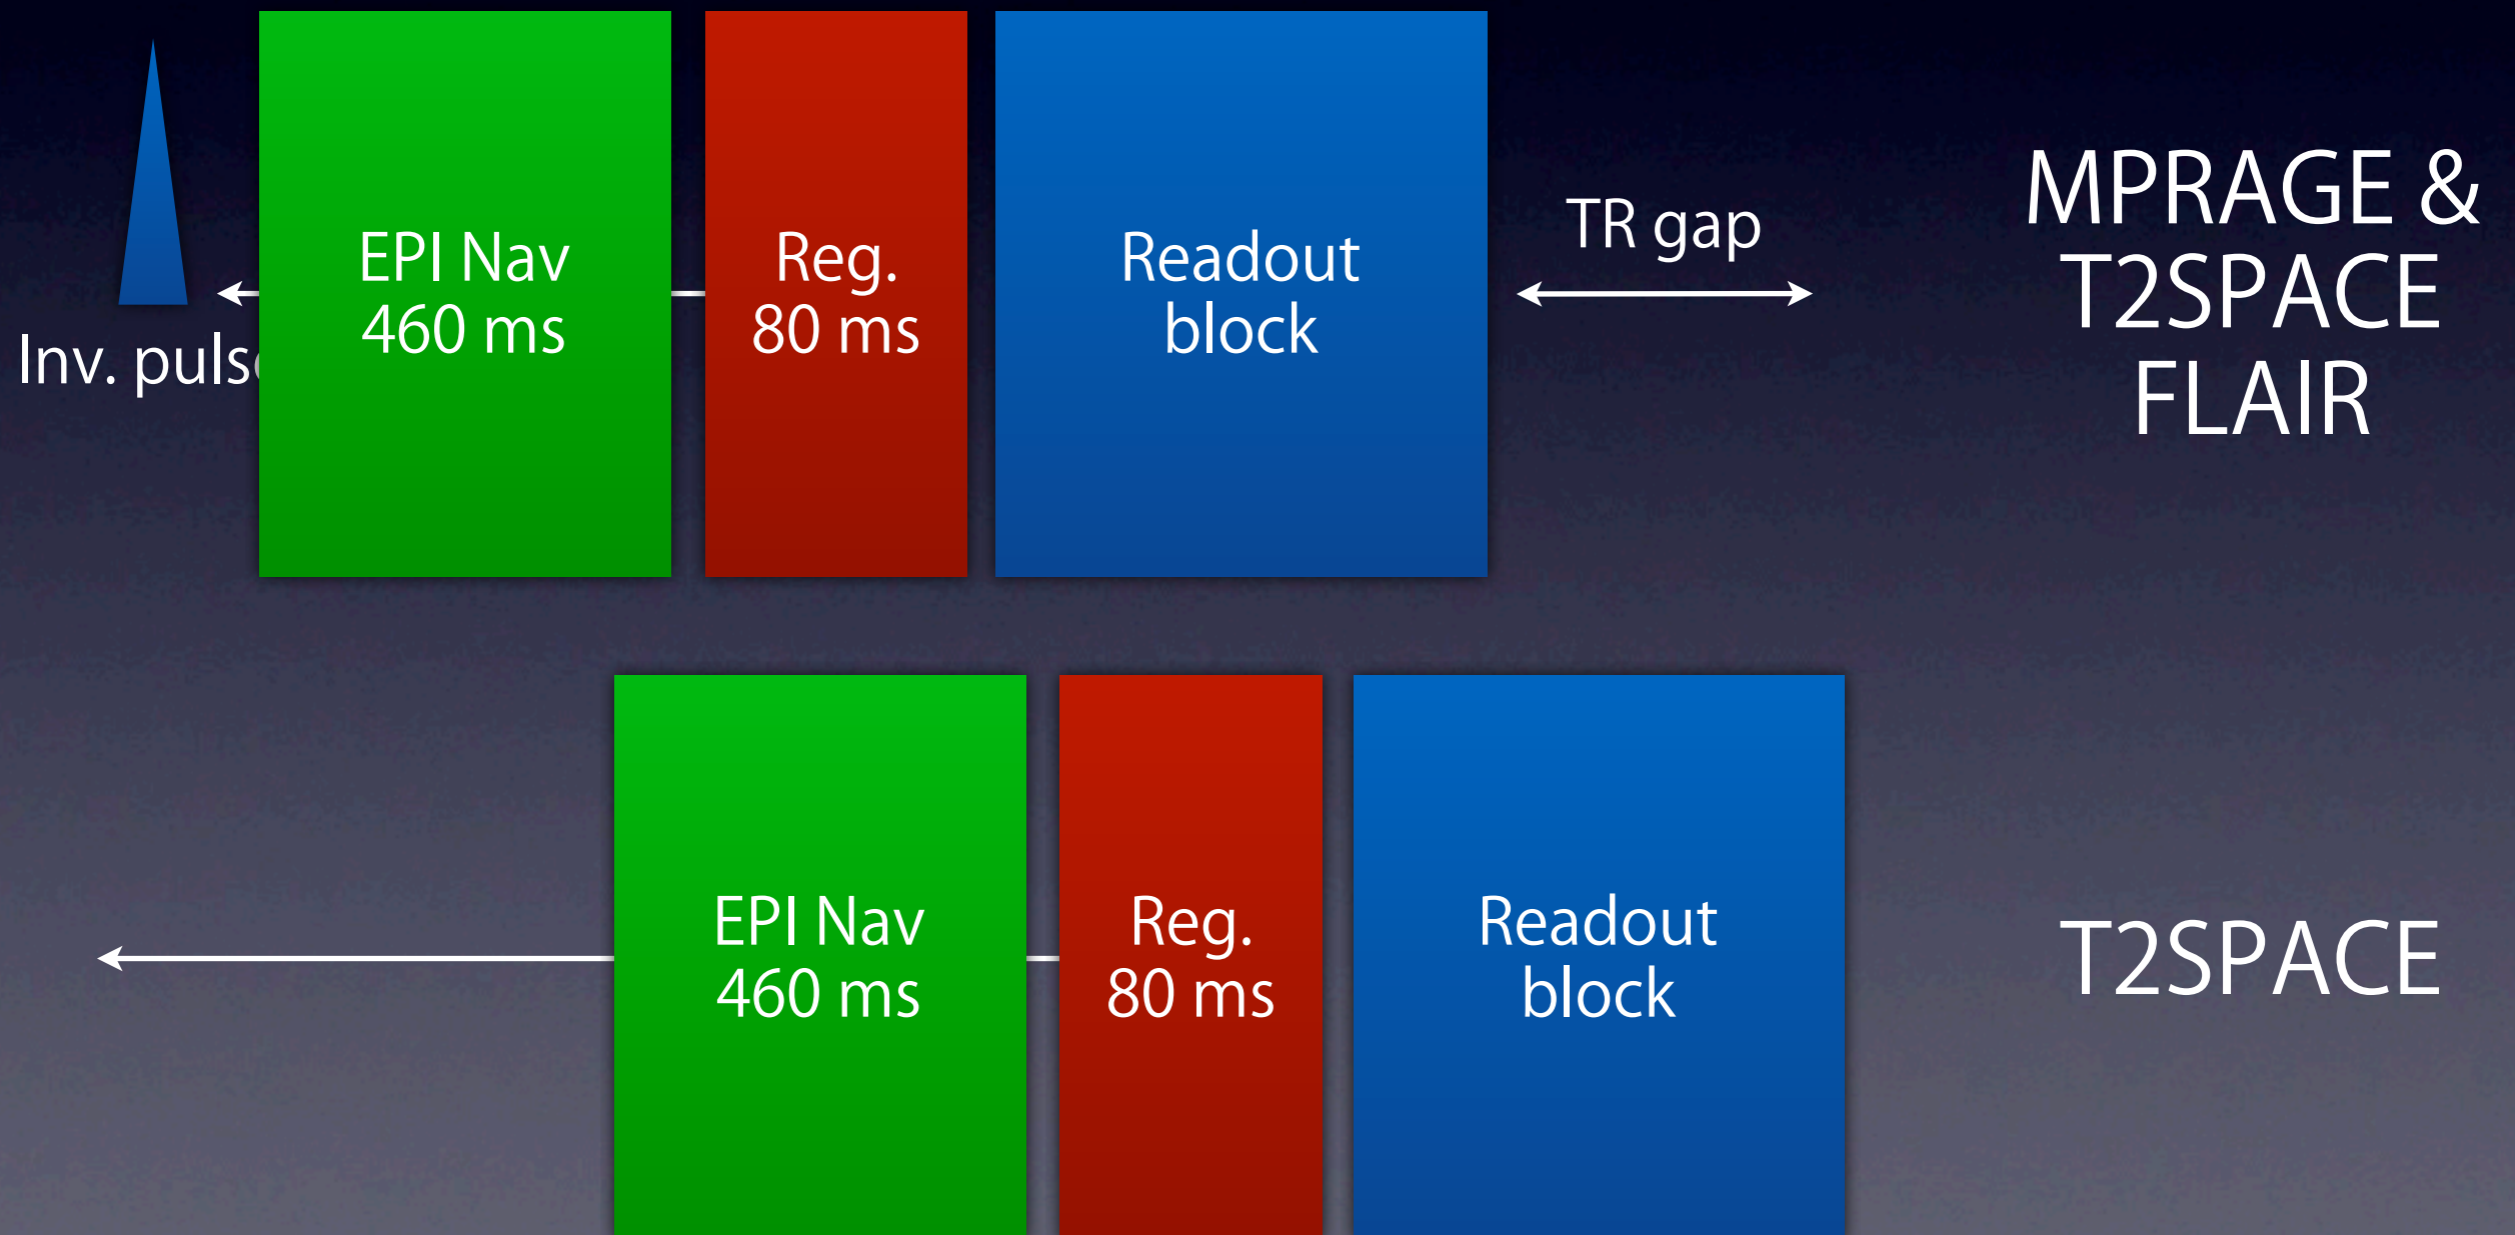 EPI Nav
460 ms
Reg.
80 ms
Readout
block
TR gap
MPRAGE &
T2SPACE
FLAIR
Inv.
EPI Nav
460 ms
Reg.
80 ms
Readout
block
T2SPACE